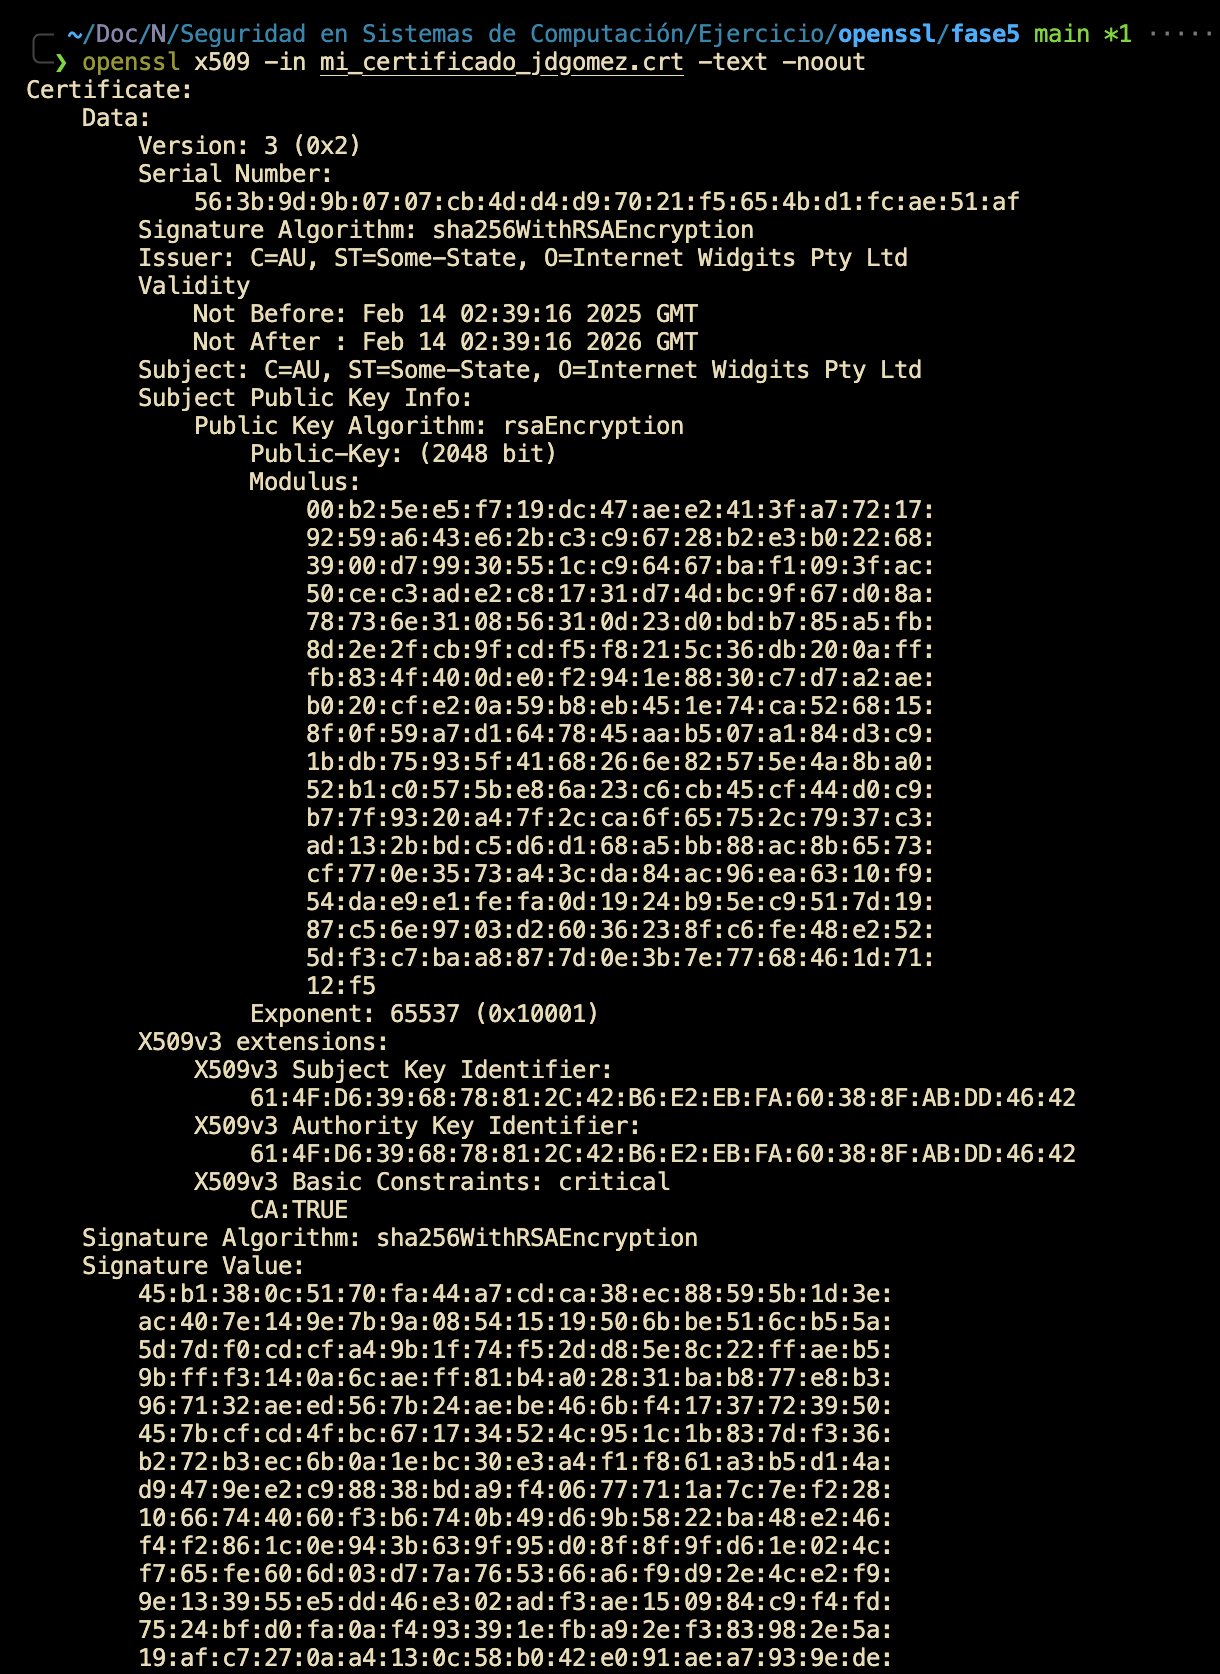 ~/Doc/N/Seguridad en Sistemas de Computación/Ejercicio/openssl/fase5 main *1 ·····
❯ openssl x509 -in mi_certificado_jdgomez.crt -text -noout
Certificate:
Data:
Version: 3 (0x2)
Serial Number:
56:3b:9d:9b:07:07:cb:4d:d4:d9:70:21:f5:65:4b:d1:fc:ae:51:af
Signature Algorithm: sha256WithRSAEncryption
Issuer: C=AU, ST=Some-State, O=Internet Widgits Pty Ltd
Validity
Not Before: Feb 14 02:39:16 2025 GMT
Not After : Feb 14 02:39:16 2026 GMT
Subject: C=AU, ST=Some-State, O=Internet Widgits Pty Ltd
Subject Public Key Info:
Public Key Algorithm: rsaEncryption
Public-Key: (2048 bit)
Modulus:
00:b2:5e:e5:f7:19:dc:47:ae:e2:41:3f:a7:72:17:
92:59:a6:43:e6:2b:c3:c9:67:28:b2:e3:b0:22:68:
39:00:d7:99:30:55:1c:c9:64:67:ba:f1:09:3f:ac:
50:ce:c3:ad:e2:c8:17:31:d7:4d:bc:9f:67:d0:8a:
78:73:6e:31:08:56:31:0d:23:d0:bd:b7:85:a5:fb:
8d:2e:2f:cb:9f:cd:f5:f8:21:5c:36:db:20:0a:ff:
fb:83:4f:40:0d:e0:f2:94:1e:88:30:c7:d7:a2:ae:
b0:20:cf:e2:0a:59:b8:eb:45:1e:74:ca:52:68:15:
8f:0f:59:a7:d1:64:78:45:aa:b5:07:a1:84:d3:c9:
1b:db:75:93:5f:41:68:26:6e:82:57:5e:4a:8b:a0:
52:b1:c0:57:5b:e8:6a:23:c6:cb:45:cf:44:d0:c9:
b7:7f:93:20:a4:7f:2c:ca:6f:65:75:2c:79:37:c3:
ad:13:2b:bd:c5:d6:d1:68:a5:bb:88:ac:8b:65:73:
cf:77:0e:35:73:a4:3c:da:84:ac:96:ea:63:10:f9:
54:da:e9:e1:fe:fa:0d:19:24:b9:5e:c9:51:7d:19:
87:c5:6e:97:03:d2:60:36:23:8f:c6:fe:48:e2:52:
5d:f3:c7:ba:a8:87:7d:0e:3b:7e:77:68:46:1d:71:
12:f5
Exponent: 65537 (0x10001)
X509v3 extensions:
X509v3 Subject Key Identifier:
61:4F:D6:39:68:78:81:2C:42:B6:E2:EB:FA:60:38:8F:AB:DD:46:42
X509v3 Authority Key Identifier:
61:4F:D6:39:68:78:81:2C:42:B6:E2:EB:FA:60:38:8F:AB:DD:46:42
X509v3 Basic Constraints: critical
CA:TRUE
Signature Algorithm: sha256WithRSAEncryption
Signature Value:
45:b1:38:0c:51:70:fa:44:a7:cd:ca:38:ec:88:59:5b:1d:3e:
ac:40:7e:14:9e:7b:9a:08:54:15:19:50:6b:be:51:6c:b5:5a:
5d:7d:f0:cd:cf:a4:9b:1f:74:f5:2d:d8:5e:8c:22:ff:ae:b5:
9b:ff:f3:14:0a:6c:ae:ff:81:b4:a0:28:31:ba:b8:77:e8:b3:
96:71:32:ae:ed:56:7b:24:ae:be:46:6b:f4:17:37:72:39:50:
45:7b:cf:cd:4f:bc:67:17:34:52:4c:95:1c:1b:83:7d:f3:36:
b2:72:b3:ec:6b:0a:1e:bc:30:e3:a4:f1:f8:61:a3:b5:d1:4a:
d9:47:9e:e2:c9:88:38:bd:a9:f4:06:77:71:1a:7c:7e:f2:28:
10:66:74:40:60:f3:b6:74:0b:49:d6:9b:58:22:ba:48:e2:46:
f4:f2:86:1c:0e:94:3b:63:9f:95:d0:8f:8f:9f:d6:1e:02:4c:
f7:65:fe:60:6d:03:d7:7a:76:53:66:a6:f9:d9:2e:4c:e2:f9:
9e:13:39:55:e5:dd:46:e3:02:ad:f3:ae:15:09:84:c9:f4:fd:
75:24:bf:d0:fa:0a:f4:93:39:1e:fb:a9:2e:f3:83:98:2e:5a:
19:af:c7:27:0a:a4:13:0c:58:b0:42:e0:91:ae:a7:93:9e:de: